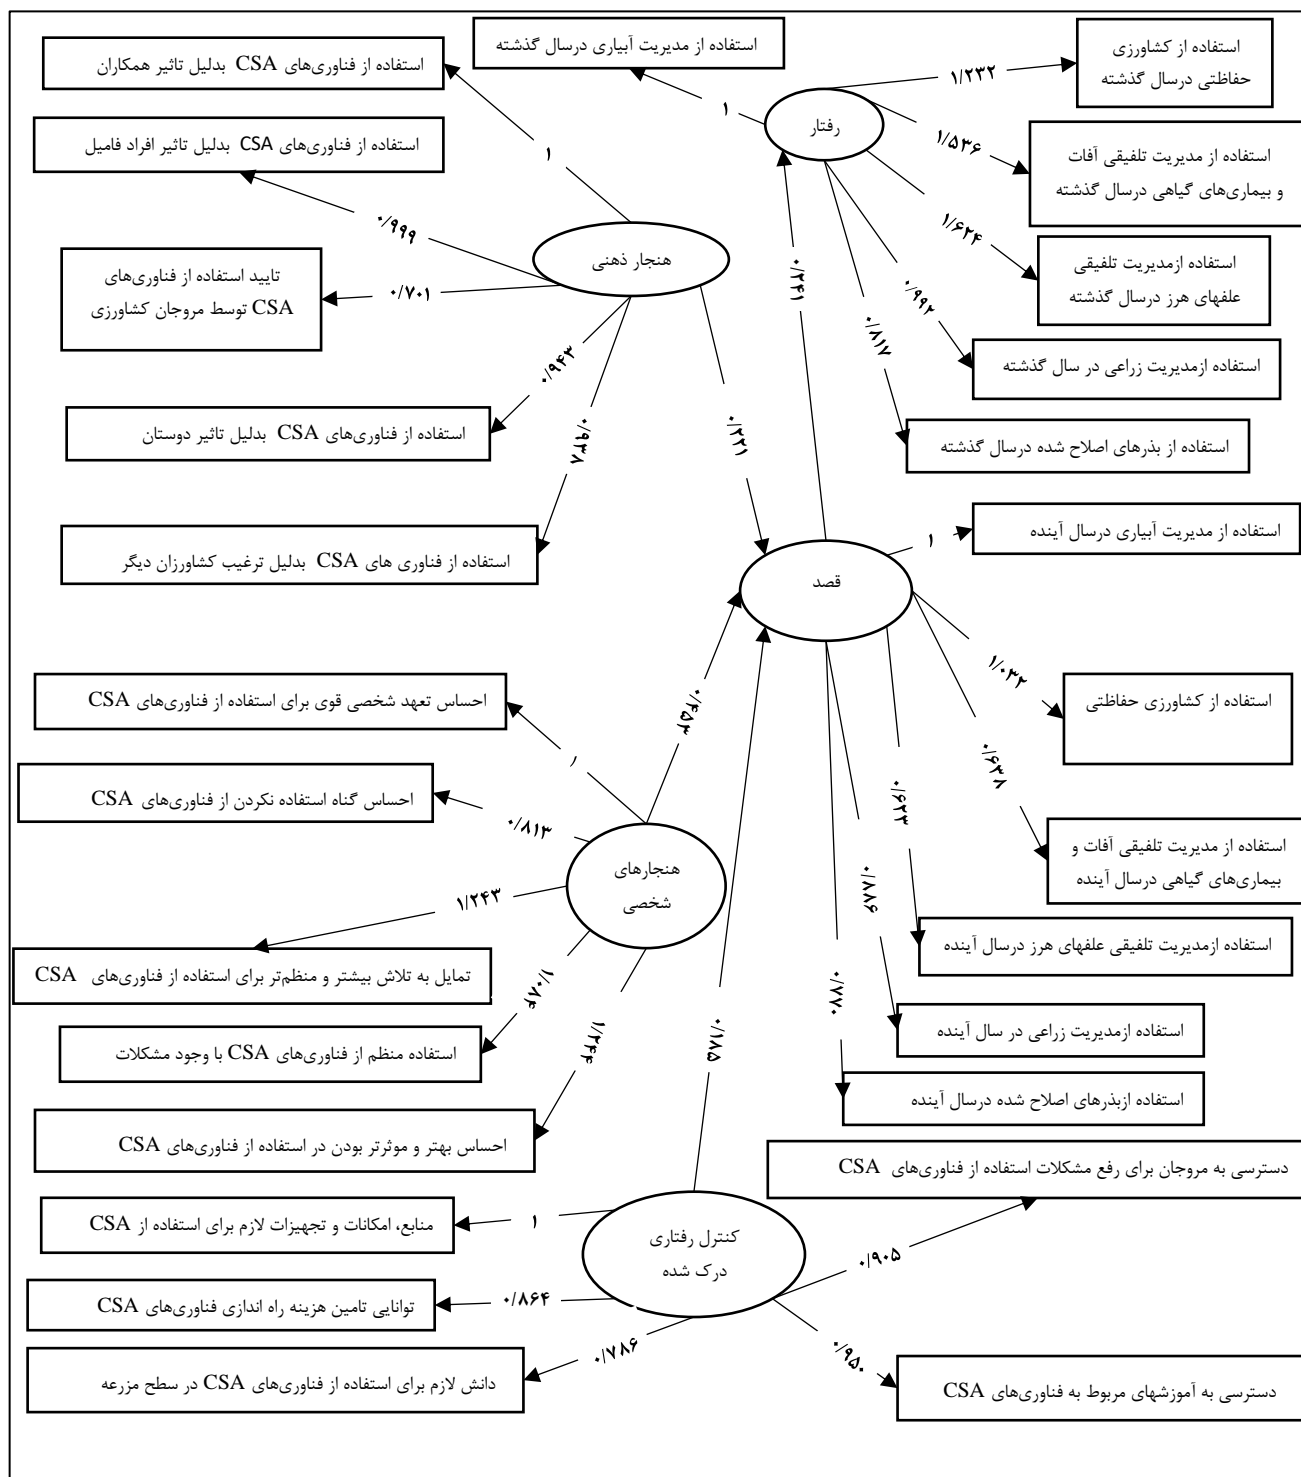 استفاده از کشاورزی
حفاظتی درسال گذشته
استفاده از مدیریت آبیاری درسال گذشته
استفاده از فناوری‌های CSA بدلیل تاثیر همکاران
۱/۲۳۲
۱
رفتار
۱/۵۳۶
استفاده از مدیریت تلفیقی آفات
و بیماری‌های گیاهی درسال گذشته
استفاده از فناوری‌های CSA بدلیل تاثیر افراد فامیل
۱
۰/۹۹۹
۱/۶۲۴
هنجار ذهنی
استفاده ازمدیریت تلفیقی
علفهای هرز درسال گذشته
تایید استفاده از فناوری‌های
CSA توسط مروجان کشاورزی
۰/۷۰۱
۰/۲۴۱
۰/۹۹۲
۰/۸۱۷
استفاده ازمدیریت زراعی در سال گذشته
۰/۹۴۳
استفاده از فناوری‌های CSA بدلیل تاثیر دوستان
۰/۹۳۸
۰/۲۲۱
استفاده از بذرهای اصلاح شده درسال گذشته
استفاده از مدیریت آبیاری درسال آینده
۱
استفاده از فناوری های CSA بدلیل ترغیب کشاورزان دیگر
قصد
۱/۰۳۲
استفاده از کشاورزی حفاظتی
احساس تعهد شخصی قوی برای استفاده از فناوری‌های CSA
۰/۴۵۳
۱
۰/۶۳۸
احساس گناه استفاده نکردن از فناوری‌های CSA
۰/۸۱۳
۰/۶۲۳
استفاده از مدیریت تلفیقی آفات و
بیماری‌های گیاهی درسال آینده
هنجارهای
شخصی
۱/۲۴۳
۰/۸۸۶
استفاده ازمدیریت تلفیقی علفهای هرز درسال آینده
تمایل به تلاش بیشتر و منظم‌تر برای استفاده از فناوری‌های CSA
۱/۰۸۴
۰/۷۷۰
استفاده ازمدیریت زراعی در سال آینده
استفاده منظم از فناوری‌های CSA با وجود مشکلات
۱/۲۴۴
۰/۱۸۵
استفاده ازبذرهای اصلاح شده درسال آینده
احساس بهتر و موثرتر بودن در استفاده از فناوری‌های CSA
دسترسی به مروجان برای رفع مشکلات استفاده از فناوری‌های CSA
منابع، امکانات و تجهیزات لازم برای استفاده از CSA
۱
کنترل رفتاری
درک شده
۰/۹۰۵
توانایی تامین هزینه راه اندازی فناوری‌های CSA
۰/۸۶۴
۰/۷۸۶
۰/۹۵۰
دانش لازم برای استفاده از فناوری‌های CSA در سطح مزرعه
دسترسی به آموزشهای مربوط به فناوری‌های CSA